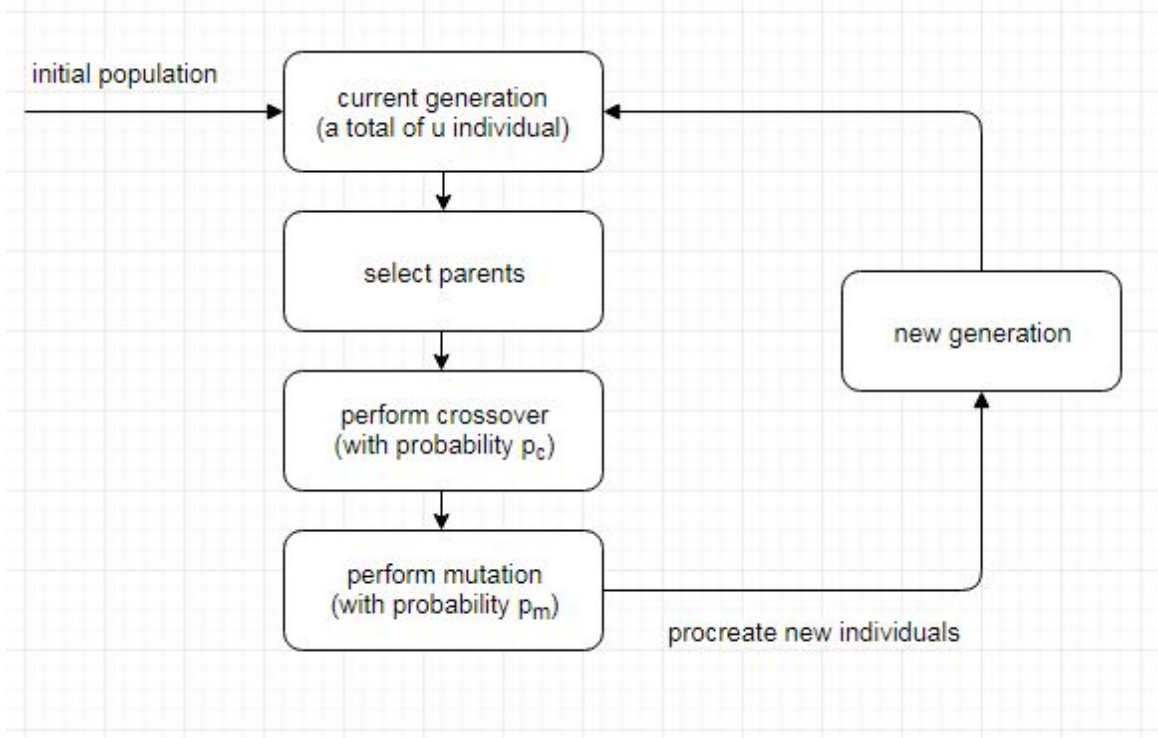 initial population
current generation
(a total of u individual)
select parents
perform crossover
(with probability pc)
perform mutation
(with probability pm)
procreate new individuals
new generation